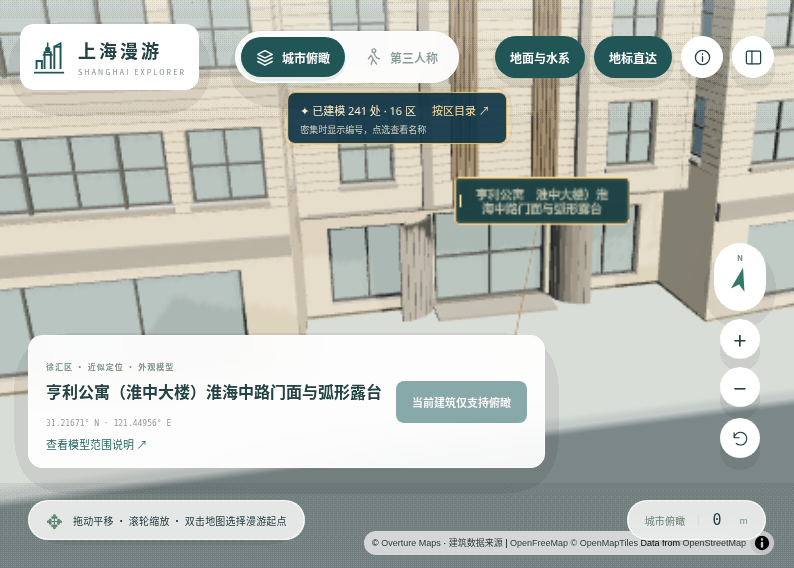 上海漫游
SHANGHAI EXPLORER
城市俯瞰
第三人称
地面与水系
地标直达
✦ 已建模 241 处 · 16 区 按区目录 ↗
密集时显示编号，点选查看名称
亨利公寓 淮中大楼）淮
海中路门面与弧形露台
N
徐汇区 · 近似定位 · 外观模型
亨利公寓（淮中大楼）淮海中路门面与弧形露台
当前建筑仅支持俯瞰
31.21671° N · 121.44956° E
查看模型范围说明 ↗
拖动平移 · 滚轮缩放 · 双击地图选择漫游起点
城市俯瞰 0 m
© Overture Maps · 建筑数据来源 | OpenFreeMap © OpenMapTiles Data from OpenStreetMap